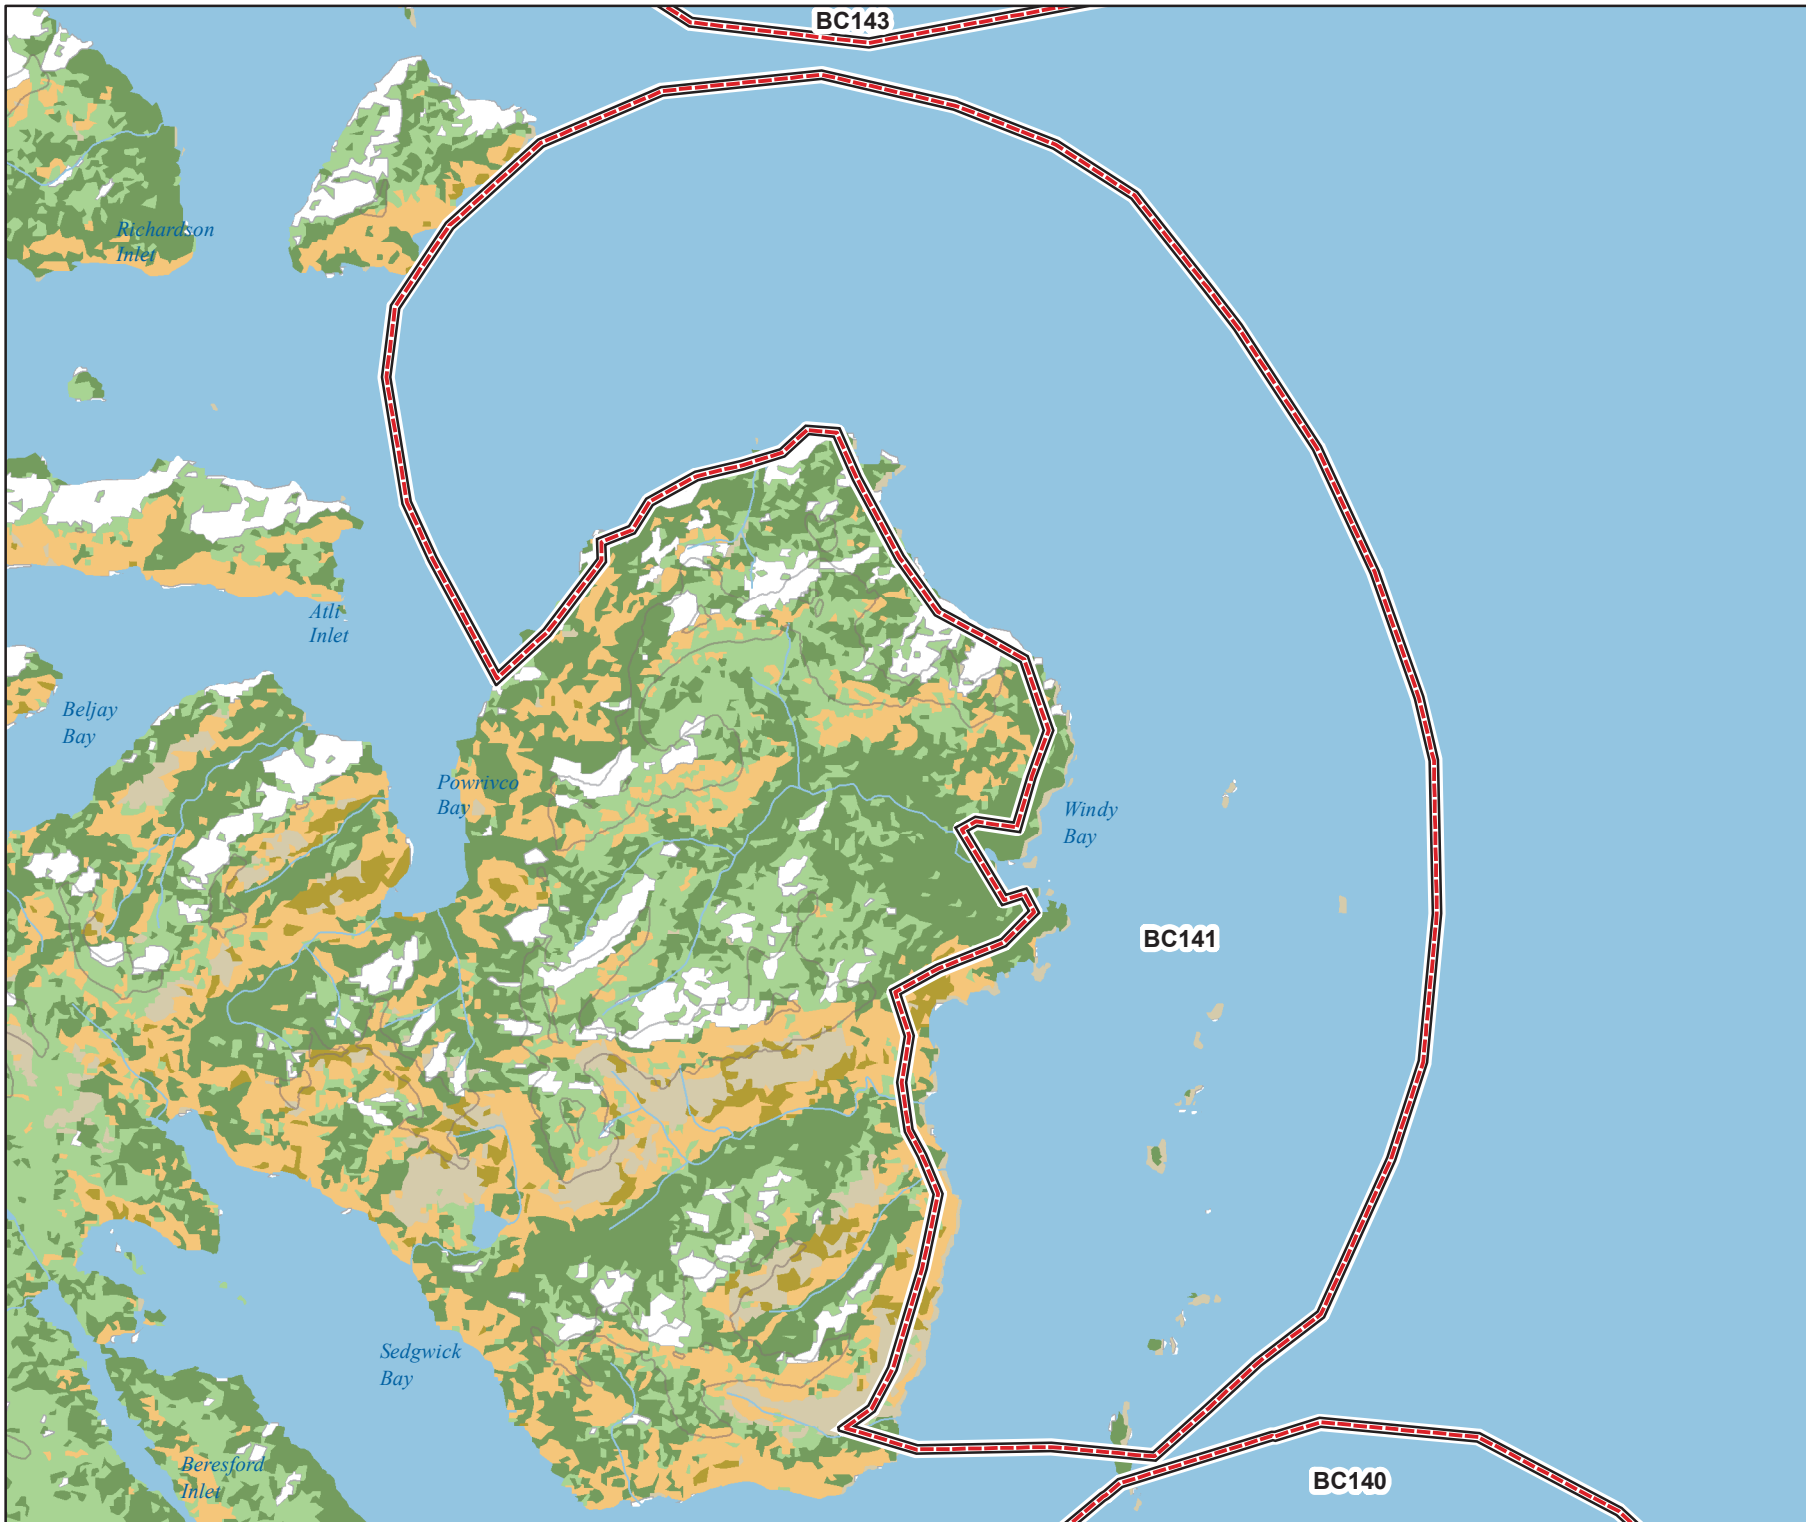 BC143
Richardson
Inlet
Atli
Inlet
Beljay
Bay
Powrivco
Bay
Windy
Bay
BC141
Sedgwick
Bay
Beresford
Inlet
BC140